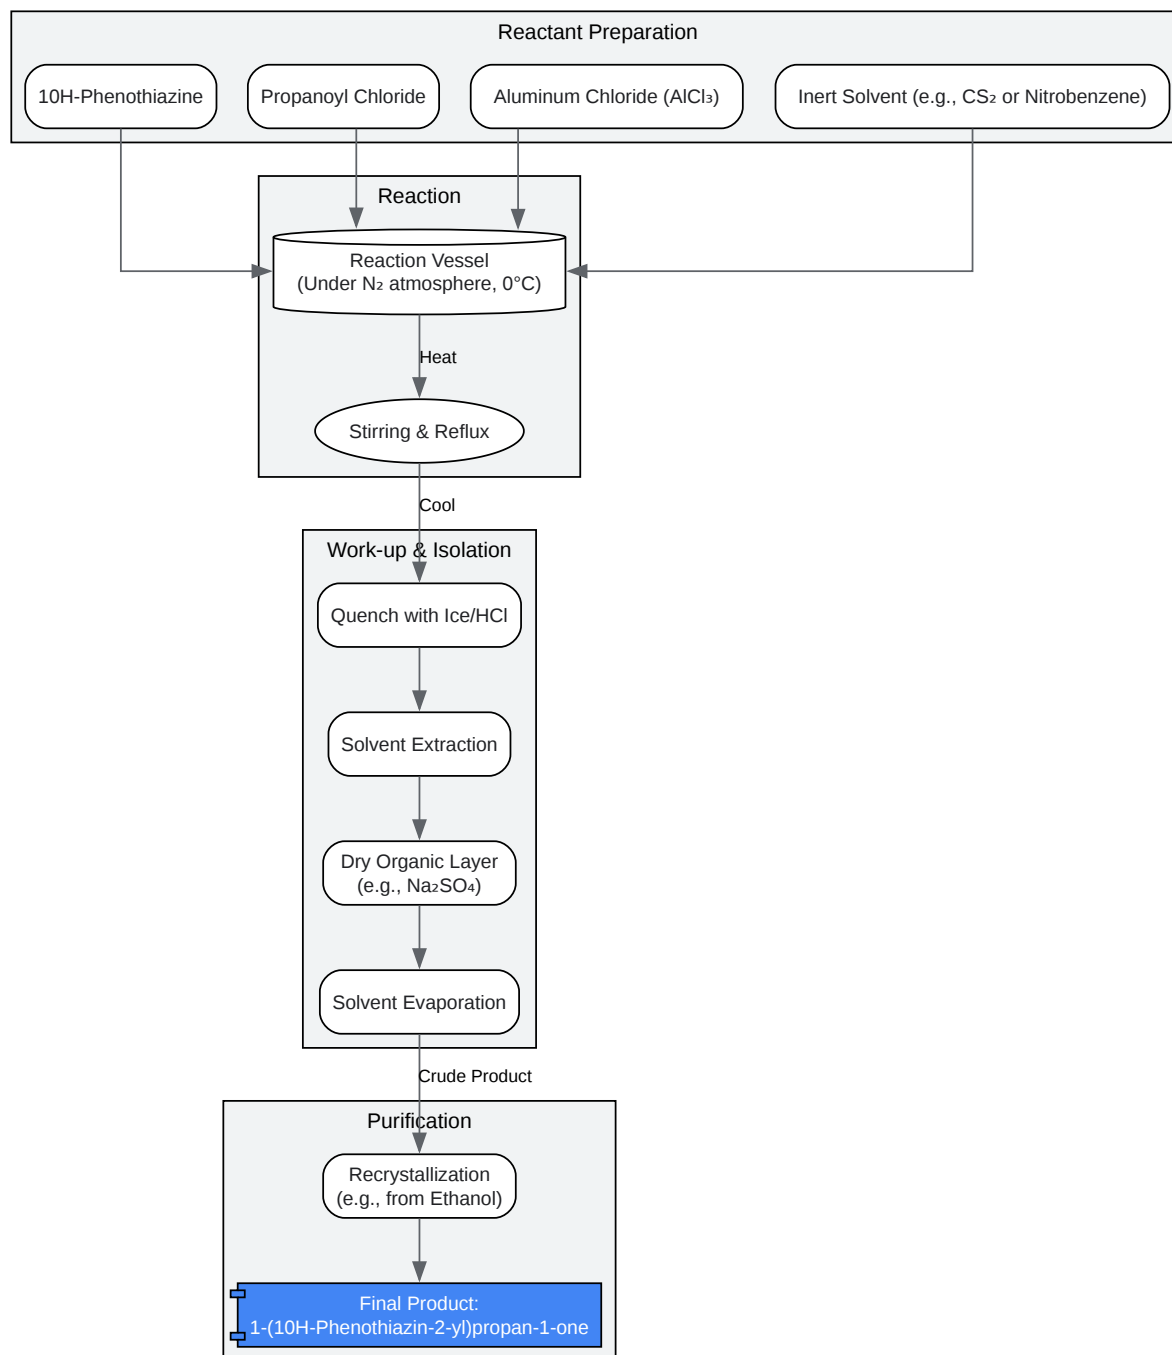 Reactant Preparation
10H-Phenothiazine
Propanoyl Chloride
Aluminum Chloride (AlCl₃)
Inert Solvent (e.g., CS₂ or Nitrobenzene)
Reaction
Reaction Vessel
(Under N₂ atmosphere, 0°C)
Heat
Stirring & Reflux
Cool
Work-up & Isolation
Quench with Ice/HCl
Solvent Extraction
Dry Organic Layer
(e.g., Na₂SO₄)
Solvent Evaporation
Crude Product
Purification
Recrystallization
(e.g., from Ethanol)
Final Product:
1-(10H-Phenothiazin-2-yl)propan-1-one